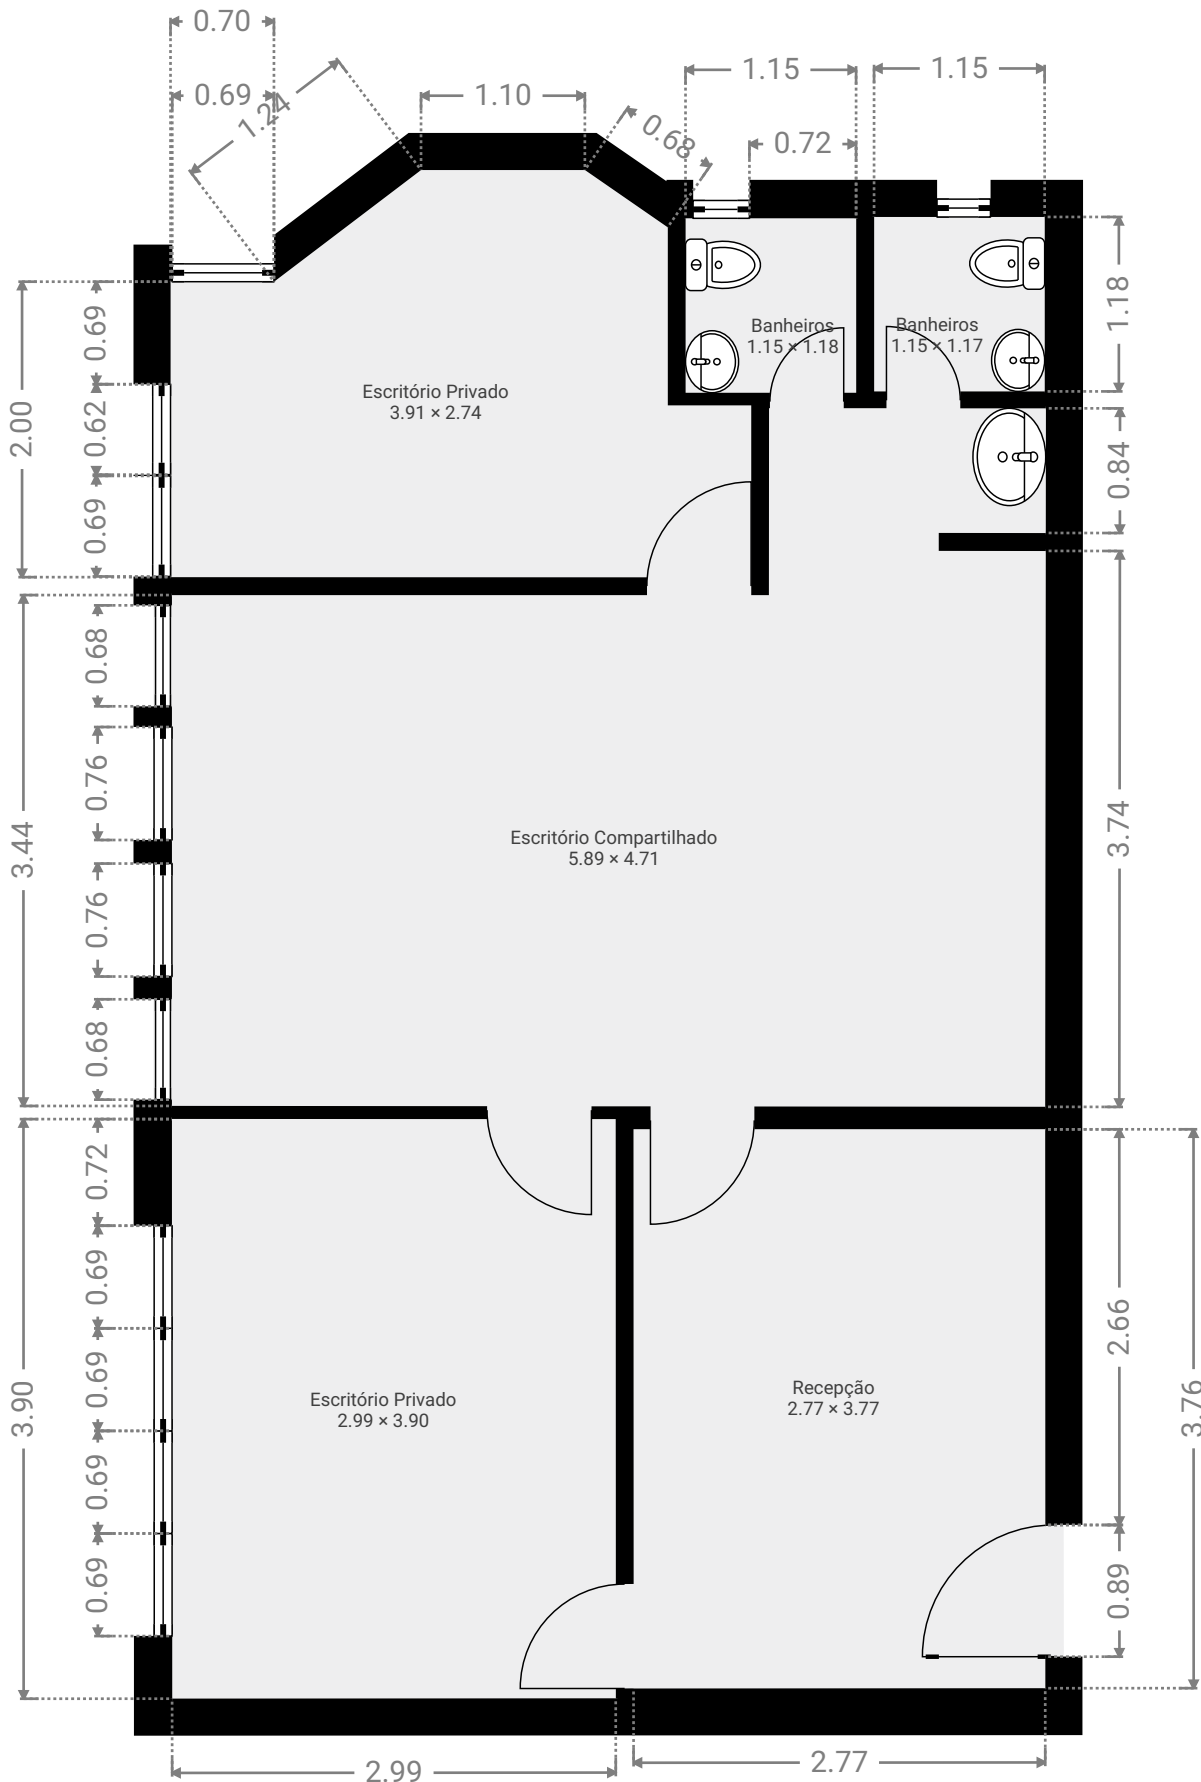 0.70
0.69
1.24
1.10
0.68
1.15
0.72
1.15
Banheiros
1.15 × 1.18
Banheiros
1.15 × 1.17
1.18
Escritório Privado
3.91 × 2.74
2.00
0.69
0.62
0.69
0.84
3.44
0.68
0.76
0.76
0.68
Escritório Compartilhado
5.89 × 4.71
3.74
3.90
0.72
0.69
0.69
0.69
0.69
Escritório Privado
2.99 × 3.90
Recepção
2.77 × 3.77
2.66
3.76
0.89
2.99
2.77